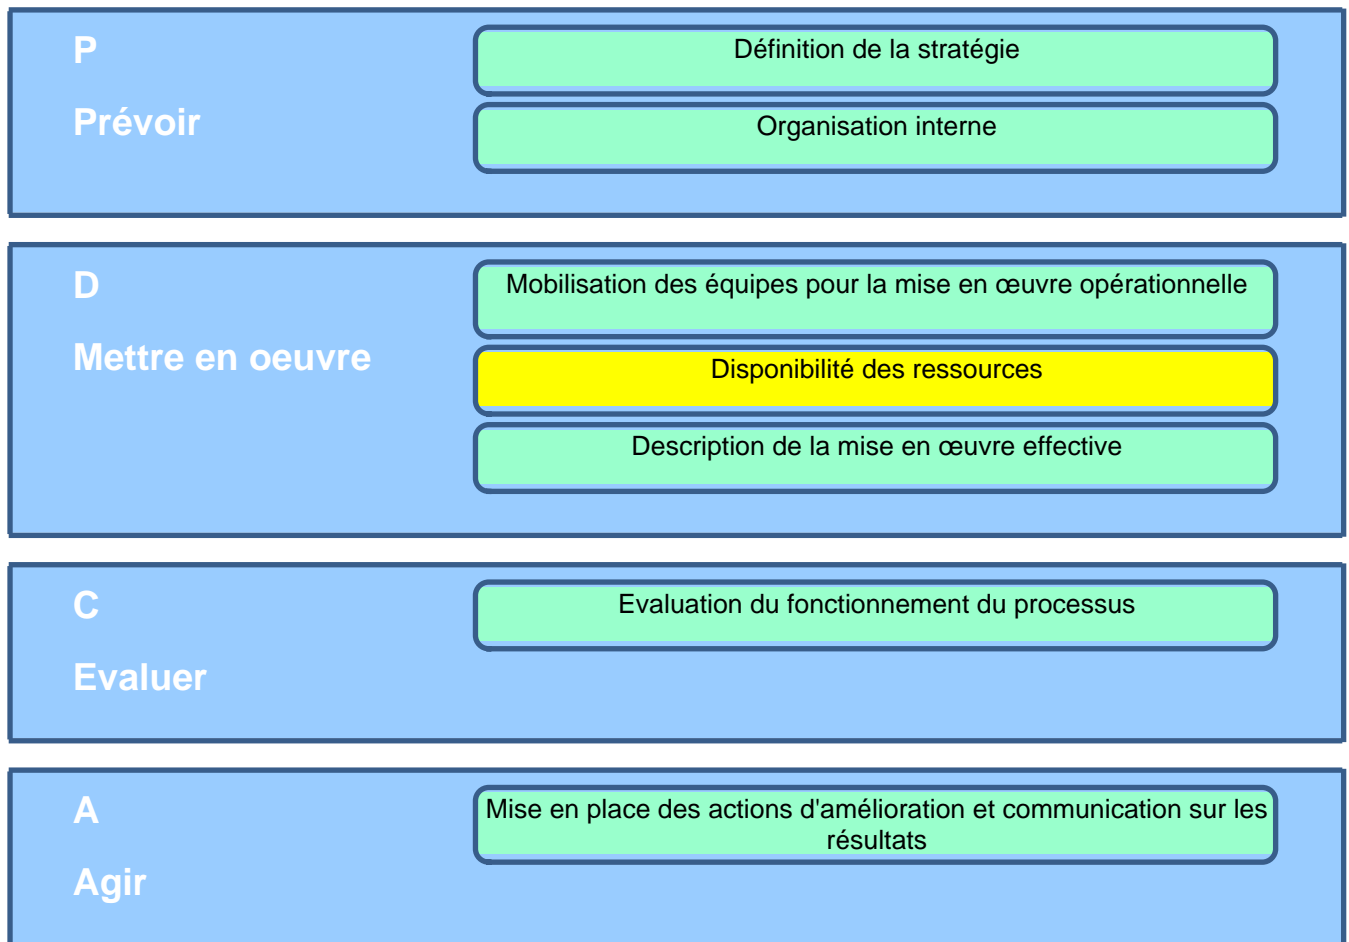 P
Définition de la stratégie
Prévoir
Organisation interne
D
Mobilisation des équipes pour la mise en œuvre opérationnelle
Mettre en oeuvre
Disponibilité des ressources
Description de la mise en œuvre effective
C
Evaluation du fonctionnement du processus
Evaluer
A
Mise en place des actions d'amélioration et communication sur les
résultats
Agir